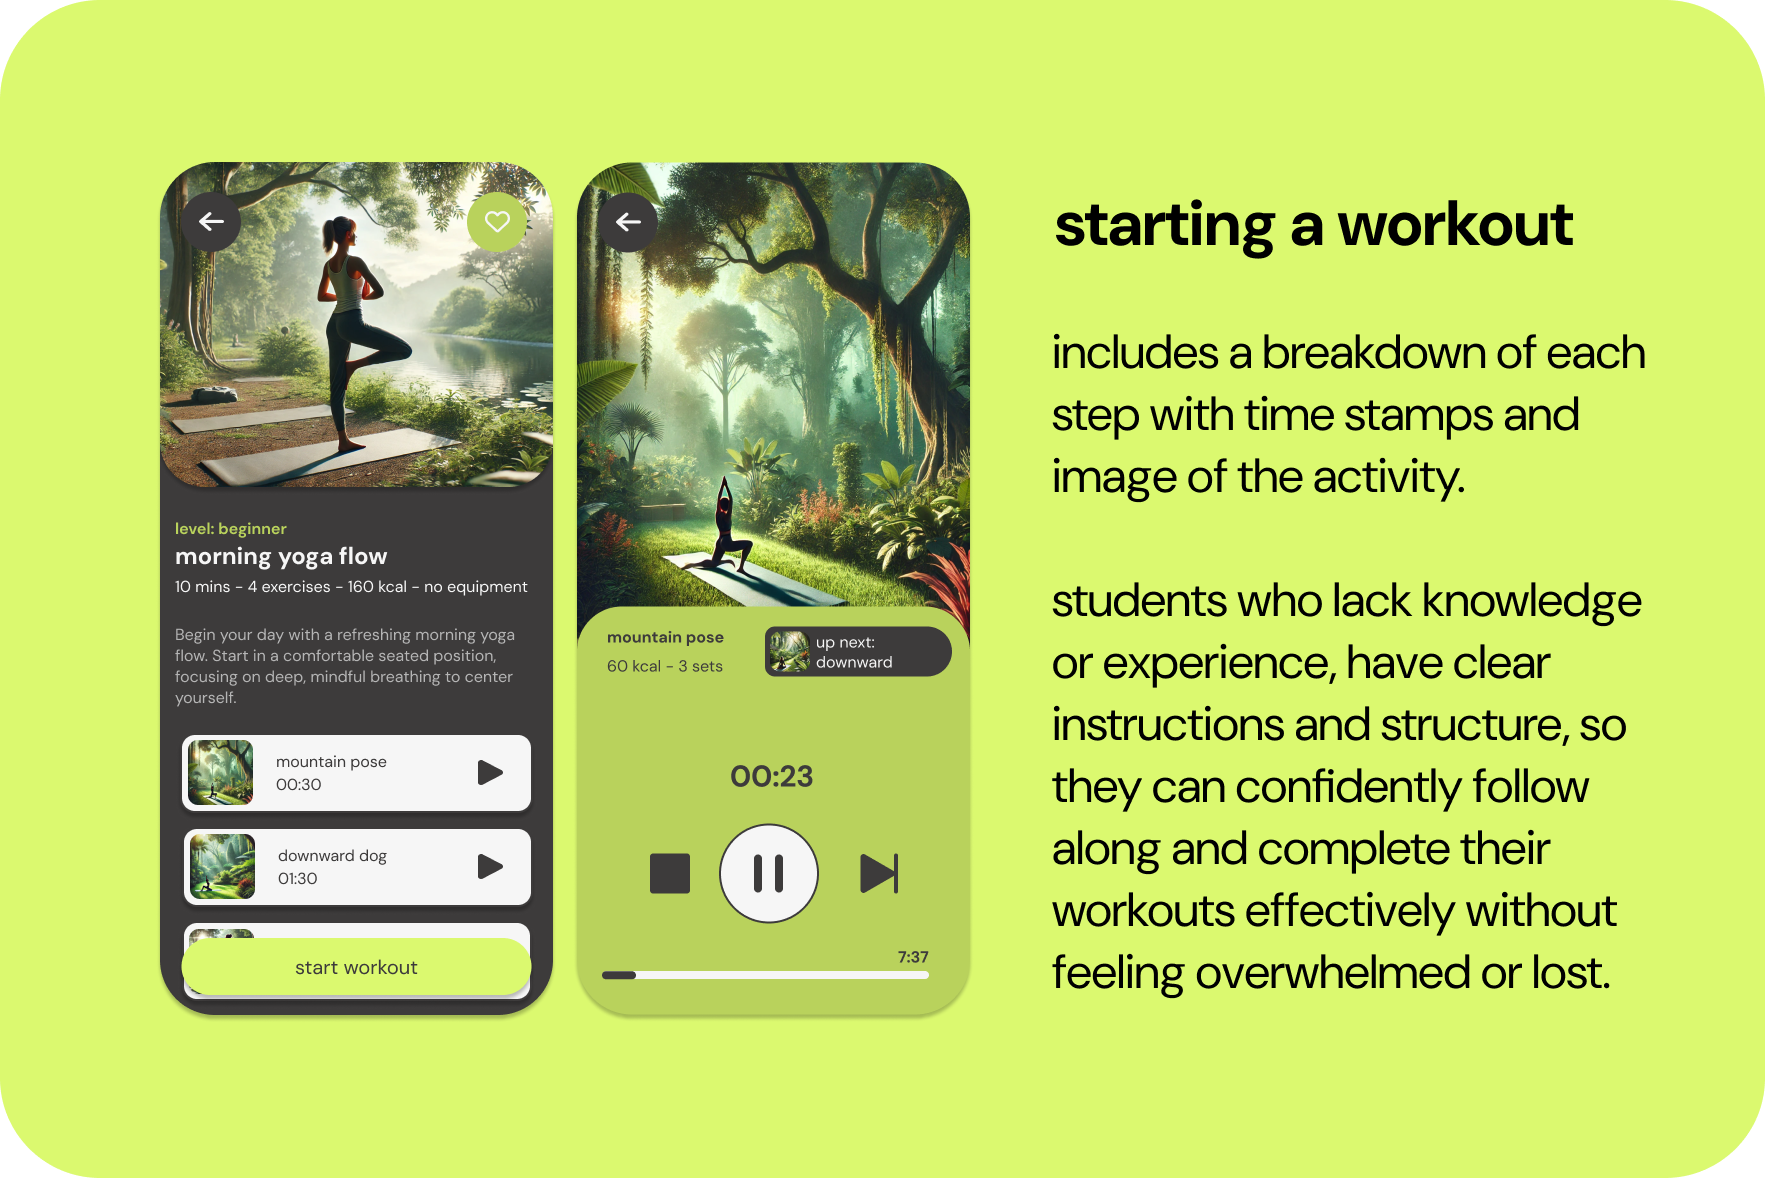 level: beginner
morning yoga flow
10 mins - 4 exercises - 160 kcal - no equipment
Begin your day with a refreshing morning yoga
flow. Start in a comfortable seated position,
focusing on deep, mindful breathing to center
yourself.
mountain pose
00:30
downward dog
01:30
start workout
mountain pose
60 kcal - 3 sets
up next:
downward
00:23
7:37
starting a workout
includes a breakdown of each
step with time stamps and
image of the activity.
students who lack knowledge
or experience, have clear
instructions and structure, so
they can confidently follow
along and complete their
workouts effectively without
feeling overwhelmed or lost.